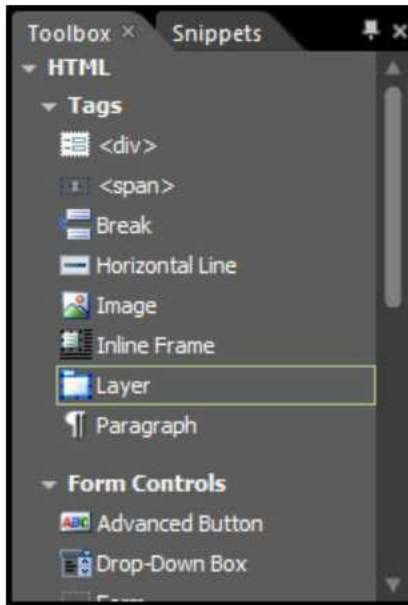 Toolbox Snippets
HTML
Tags
<div>
<span>
Break
Horizontal Line
Image
Inline Frame
Layer
Paragraph
Form Controls
ABC Advanced Button
Drop-Down Box